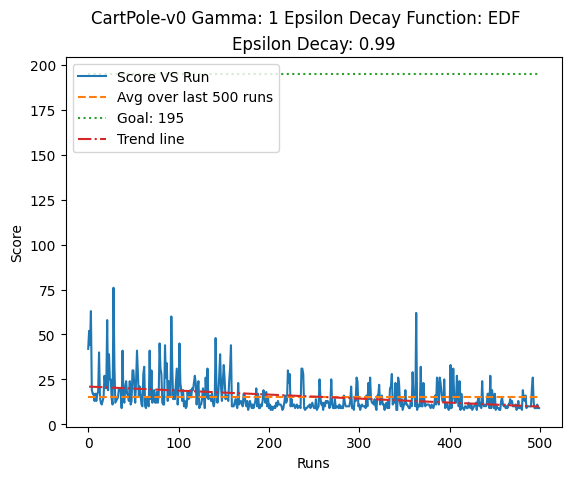 CartPole-v0 Gamma: 1 Epsilon Decay Function: EDF
Epsilon Decay: 0.99
200
175
150
125
100
75
50
25
0
Score
Score VS Run
Avg over last 500 runs
Goal: 195
Trend line
0
100
200
300
400
500
Runs